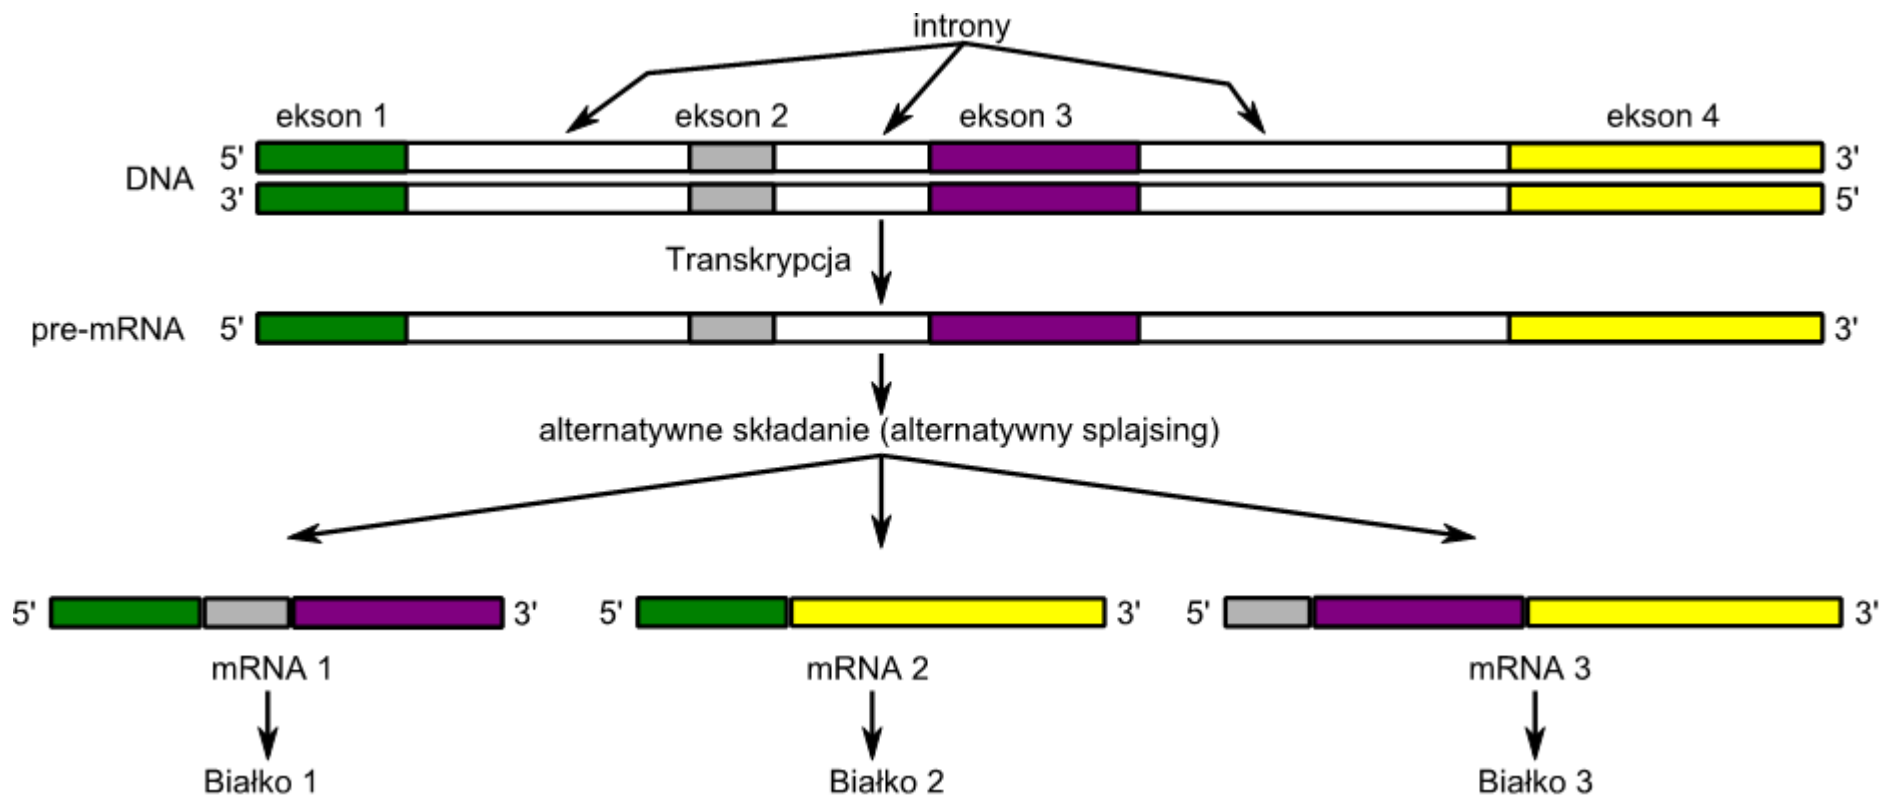 introny
ekson 1 ekson 2 ekson 3 ekson 4
5' 3'
DNA
3' 5'
Transkrypcja
pre-mRNA 5' 3'
alternatywne składanie (alternatywny splajsing)
5' 3' 5' 3' 5' 3'
mRNA 1 mRNA 2 mRNA 3
Białko 1 Białko 2 Białko 3